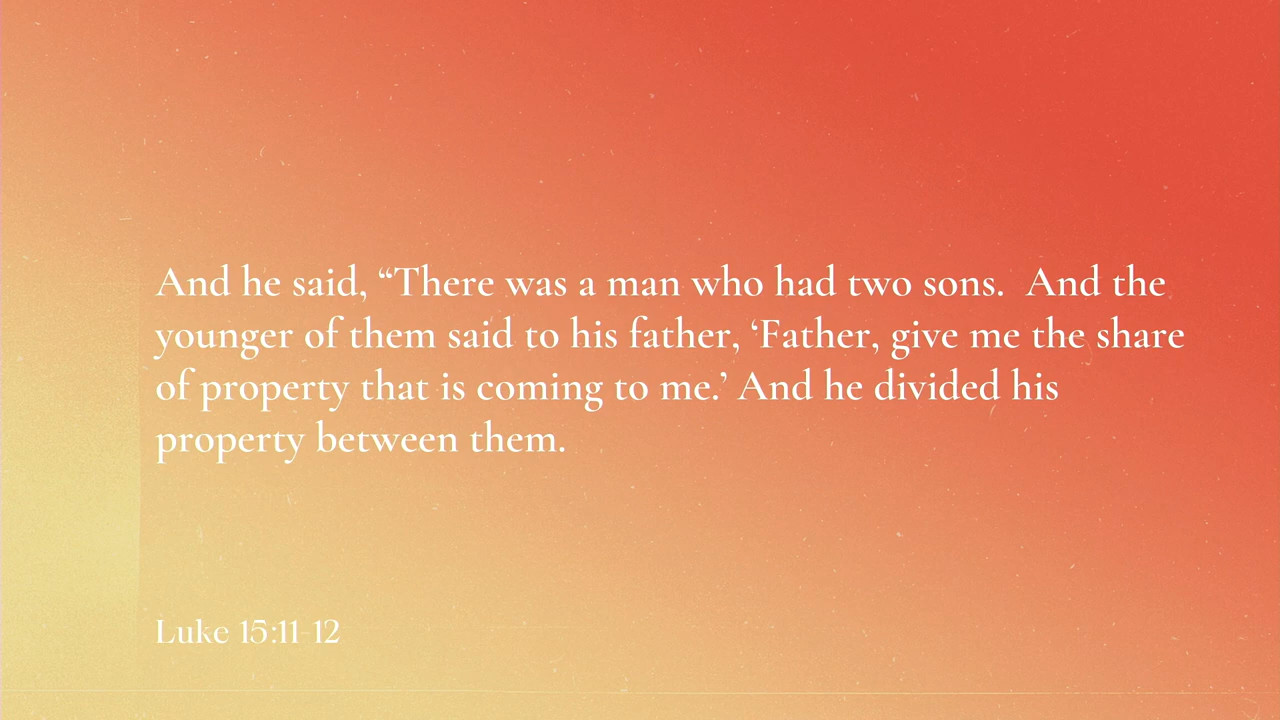 And he said, “There was a man who had two sons.  And the
younger of them said to his father, ‘Father, give me the share
of property that is coming to me.’ And he divided his
property between them.
Luke 15:11-12